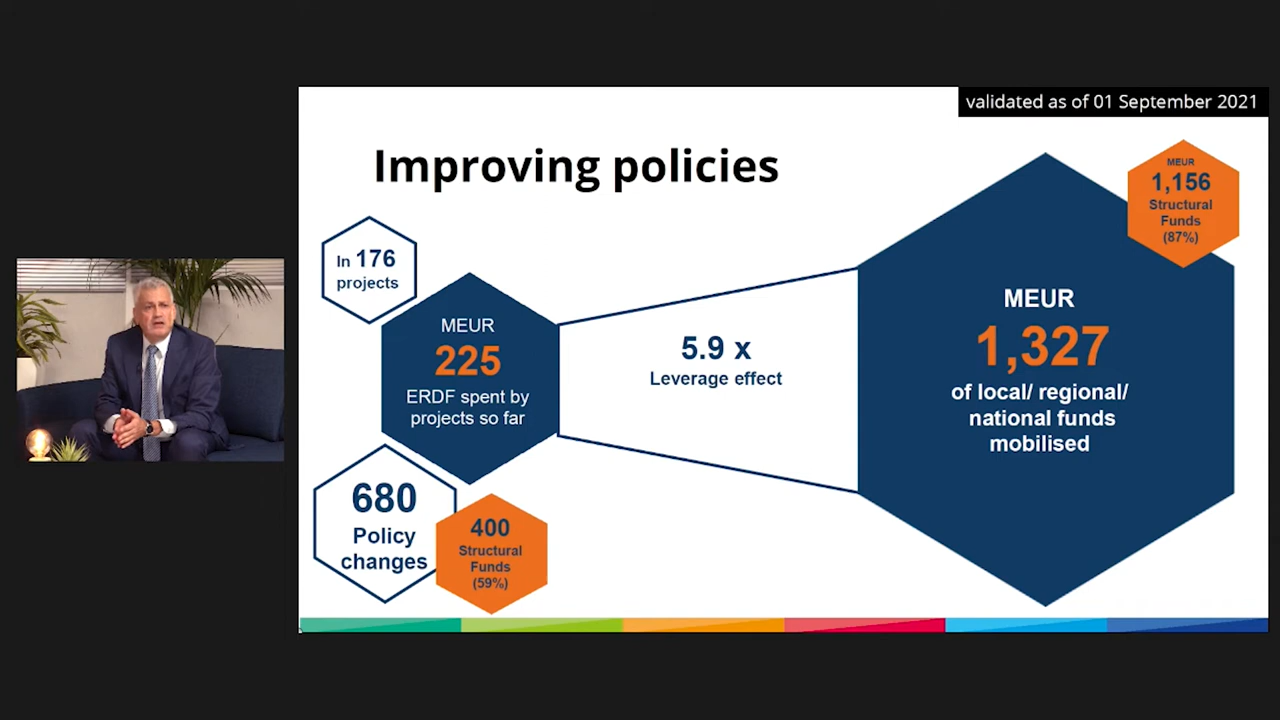 validated as of 01 September 2021
Improving policies
In 176
projects
MEUR
225
ERDF spent by
projects so far
680
Policy
changes
400
Structural
Funds
(59%)
5.9 x
Leverage effect
MEUR
1,327
of local/ regional/
national funds
mobilised
MEUR
1,156
Structural
Funds
(87%)